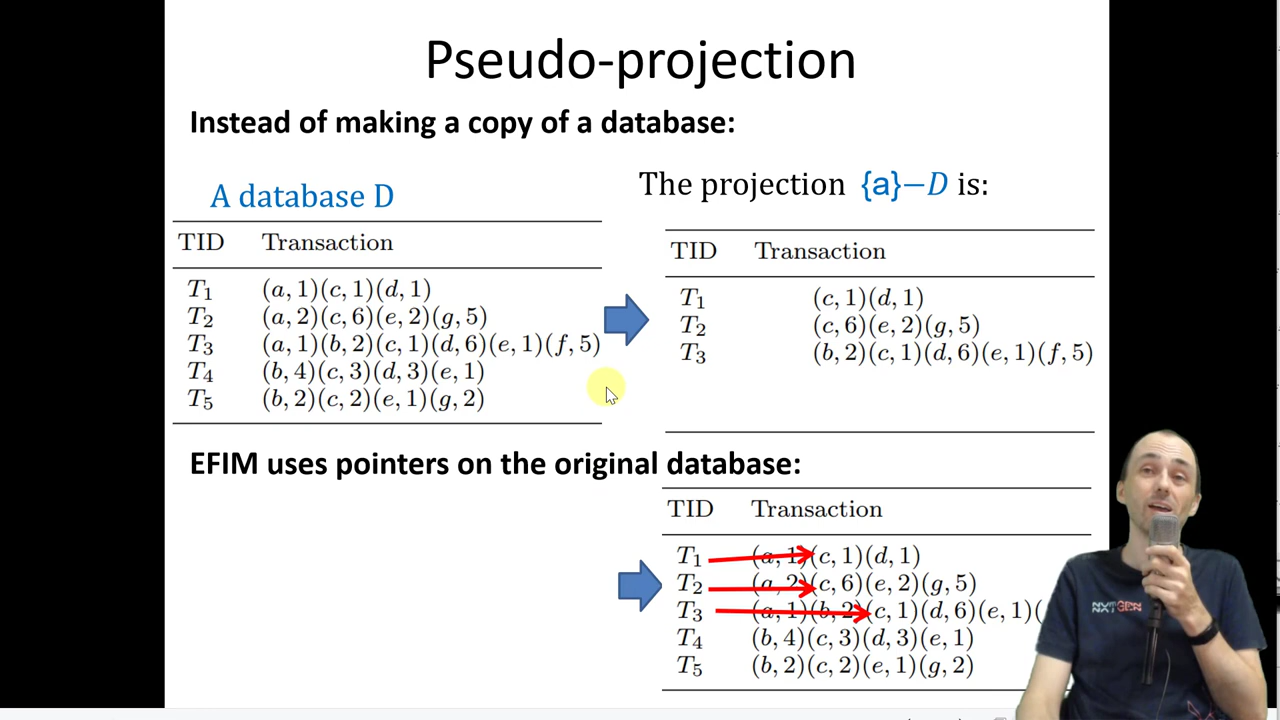 Pseudo-projection
Instead of making a copy of a database:
A database D
TID Transaction
T1 (a, 1)(c, 1)(d, 1)
T2 (a, 2)(c, 6)(e, 2)(g, 5)
T3 (a, 1)(b, 2)(c, 1)(d, 6)(e, 1)(f, 5)
T4 (b, 4)(c, 3)(d, 3)(e, 1)
T5 (b, 2)(c, 2)(e, 1)(g, 2)
The projection {a}−D is:
TID Transaction
T1 (c, 1)(d, 1)
T2 (c, 6)(e, 2)(g, 5)
T3 (b, 2)(c, 1)(d, 6)(e, 1)(f, 5)
EFIM uses pointers on the original database:
TID Transaction
T1 (a, 1)(c, 1)(d, 1)
T2 (a, 2)(c, 6)(e, 2)(g, 5)
T3 (a, 1)(b, 2)(c, 1)(d, 6)(e, 1)(
T4 (b, 4)(c, 3)(d, 3)(e, 1)
T5 (b, 2)(c, 2)(e, 1)(g, 2)